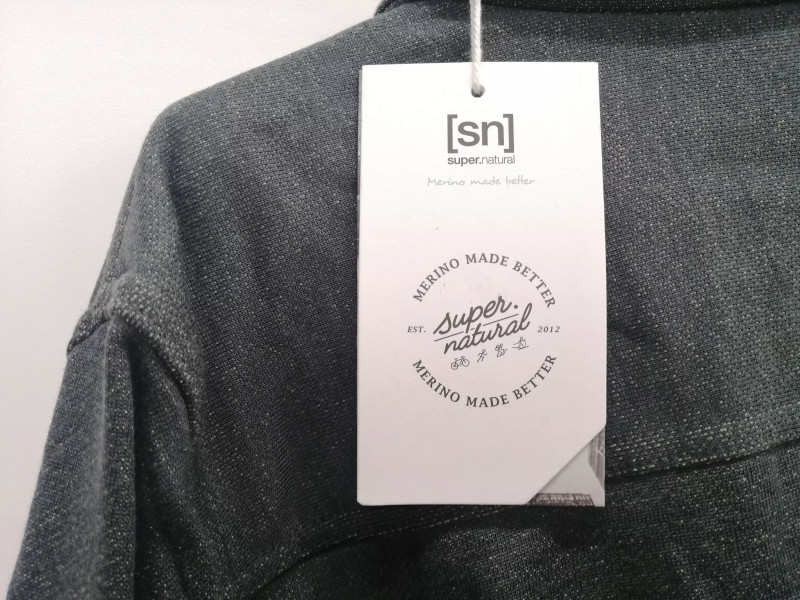 [sn]
super.natural
Merino made better
MERINO MADE BETTER
EST.
super.
natural
2012
MERINO MADE BETTER